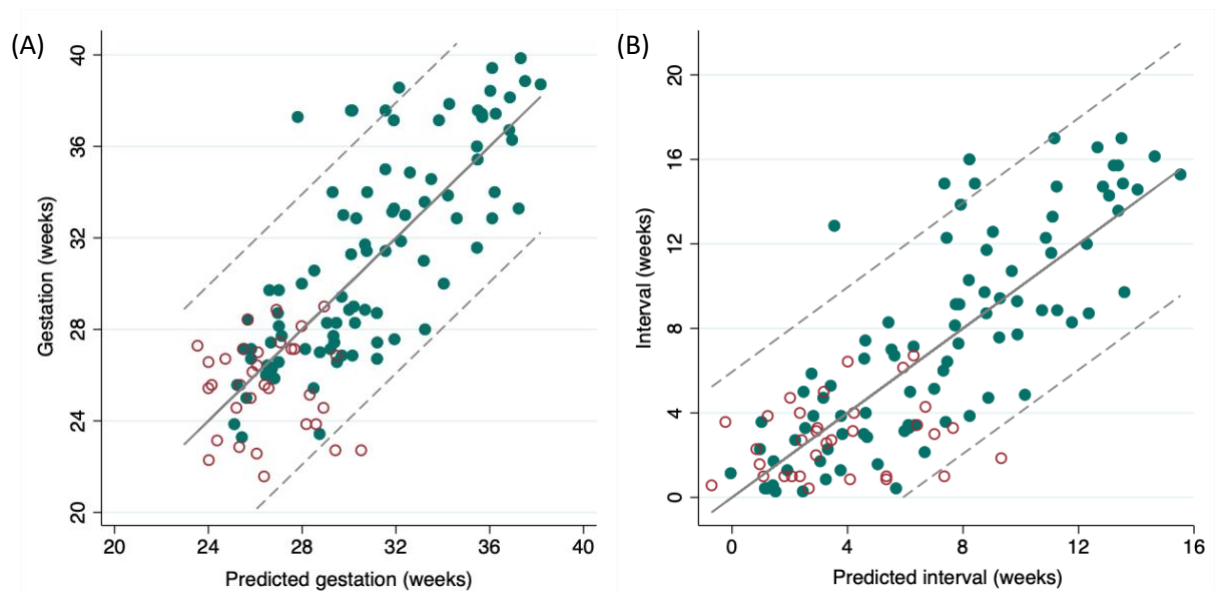 (A)
40
36
32
28
24
20
Gestation (weeks)
20 24 28 32 36 40
Predicted gestation (weeks)
(B)
20
16
12
8
4
0
Interval (weeks)
0 4 8 12 16
Predicted interval (weeks)